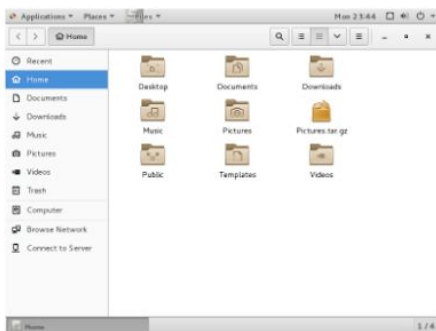 Applications Places Files Mon 23:44
Home
Recent
Home
Documents
Downloads
Music
Pictures
Videos
Trash
Computer
Browse Network
Connect to Server
Desktop Documents Downloads
Music Pictures Pictures.tar.gz
Public Templates Videos
Home 1 / 4